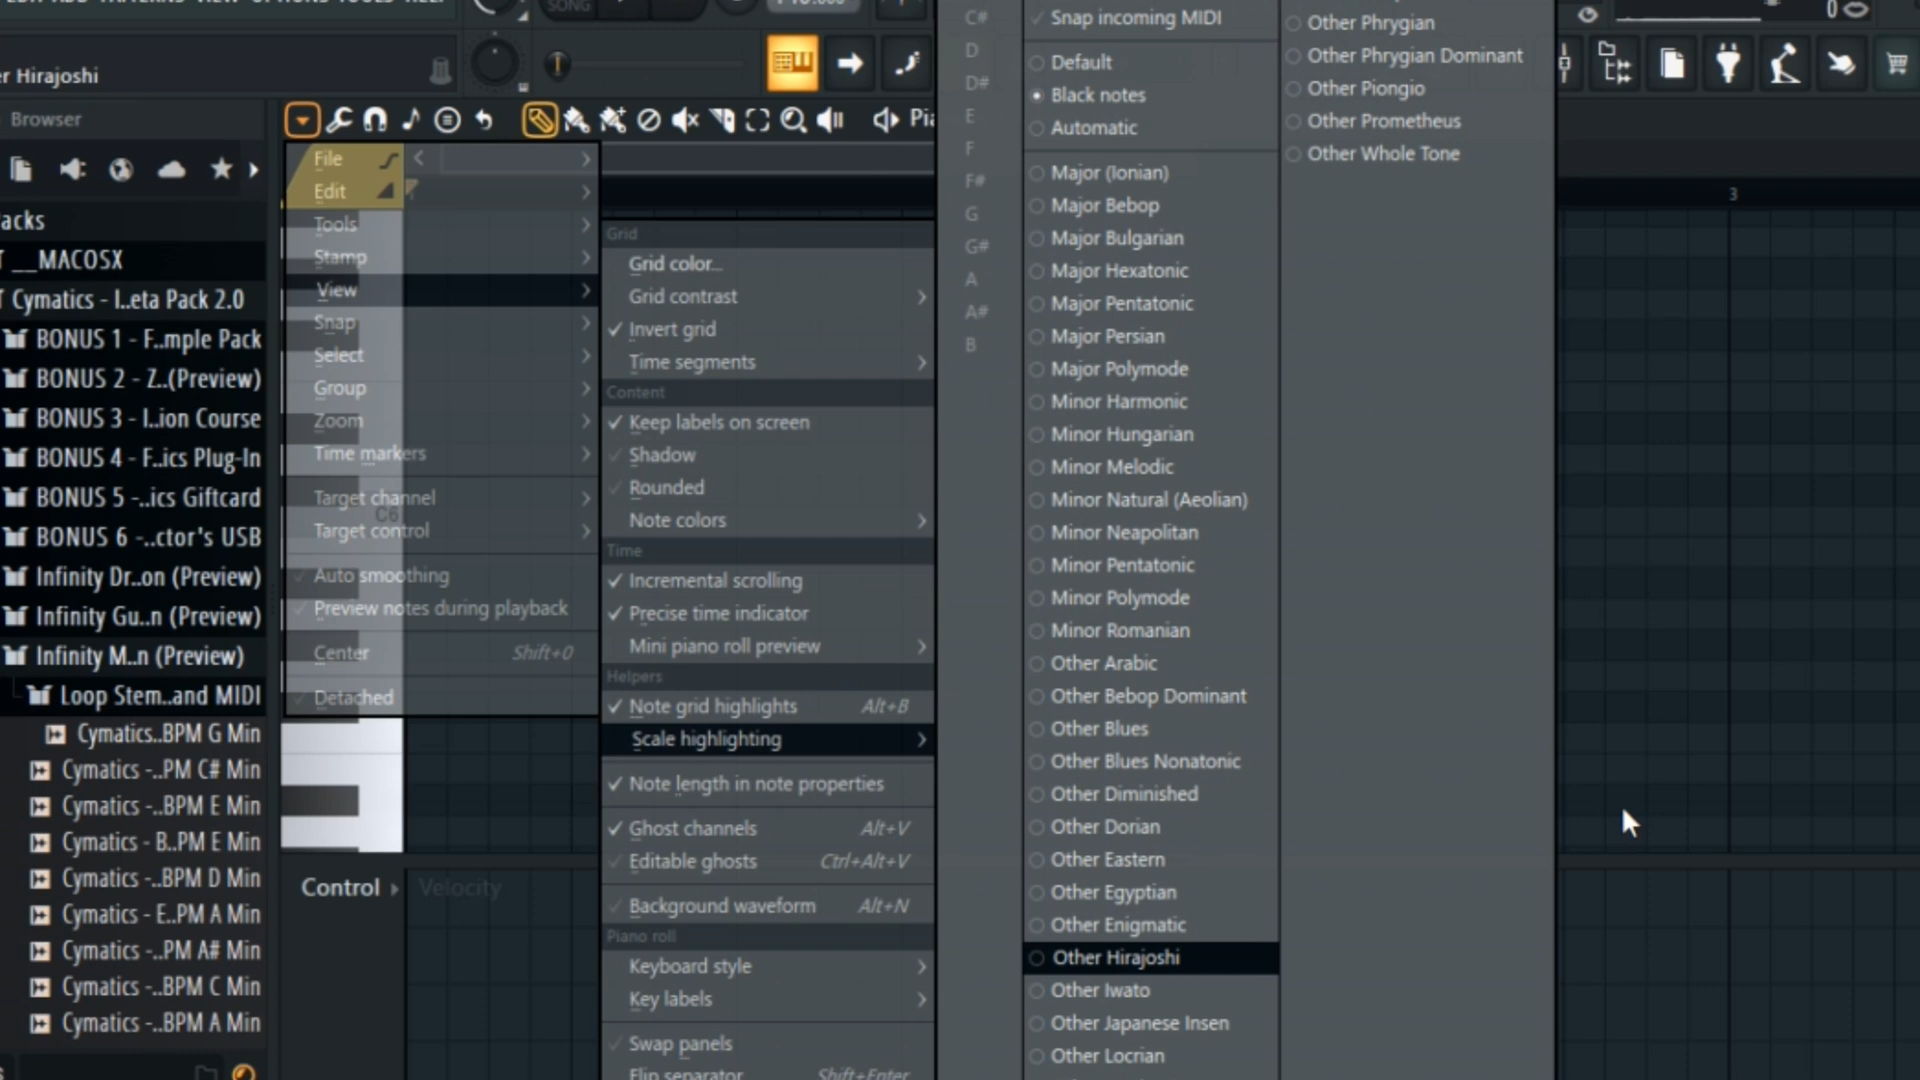 SONG
er Hirajoshi
Browser
acks
__MACOSX
Cymatics - l..eta Pack 2.0
BONUS 1 - F..mple Pack
BONUS 2 - Z..(Preview)
BONUS 3 - I..ion Course
BONUS 4 - F..ics Plug-In
BONUS 5 -..ics Giftcard
BONUS 6 -..ctor's USB
Infinity Dr..on (Preview)
Infinity Gu..n (Preview)
Infinity M..n (Preview)
Loop Stem..and MIDI
Cymatics..BPM G Min
Cymatics -..PM C# Min
Cymatics -..BPM E Min
Cymatics - B..PM E Min
Cymatics -..BPM D Min
Cymatics - E..PM A Min
Cymatics -..PM A# Min
Cymatics -..BPM C Min
Cymatics -..BPM A Min
File
Edit
Tools
Stamp
View
Snap
Select
Group
Zoom
Time markers
Target channel
C6
Target control
Auto smoothing
Preview notes during playback
Center Shift+0
Detached
Control
Velocity
Grid
Grid color...
Grid contrast
Invert grid
Time segments
Content
Keep labels on screen
Shadow
Rounded
Note colors
Time
Incremental scrolling
Precise time indicator
Mini piano roll preview
Helpers
Note grid highlights Alt+B
Scale highlighting
Note length in note properties
Ghost channels Alt+V
Editable ghosts Ctrl+Alt+V
Background waveform Alt+N
Piano roll
Keyboard style
Key labels
Swap panels
Flip separator Shift+Enter
C#
D
D#
E
F
F#
G
G#
A
A#
B
Snap incoming MIDI
Default
Black notes
Automatic
Major (Ionian)
Major Bebop
Major Bulgarian
Major Hexatonic
Major Pentatonic
Major Persian
Major Polymode
Minor Harmonic
Minor Hungarian
Minor Melodic
Minor Natural (Aeolian)
Minor Neapolitan
Minor Pentatonic
Minor Polymode
Minor Romanian
Other Arabic
Other Bebop Dominant
Other Blues
Other Blues Nonatonic
Other Diminished
Other Dorian
Other Eastern
Other Egyptian
Other Enigmatic
Other Hirajoshi
Other Iwato
Other Japanese Insen
Other Locrian
Other Phrygian
Other Phrygian Dominant
Other Piongio
Other Prometheus
Other Whole Tone
0
3